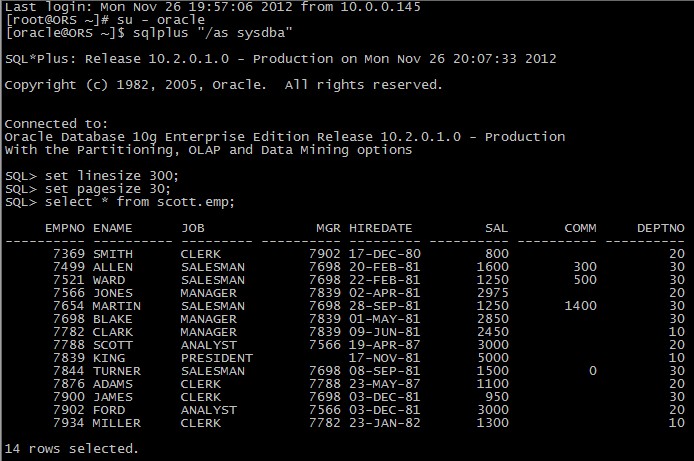 Last login: Mon Nov 26 19:57:06 2012 from 10.0.0.145
[root@ORS ~]# su - oracle
[oracle@ORS ~]$ sqlplus "/as sysdba"
SQL*Plus: Release 10.2.0.1.0 - Production on Mon Nov 26 20:07:33 2012
Copyright (c) 1982, 2005, Oracle.  All rights reserved.
Connected to:
Oracle Database 10g Enterprise Edition Release 10.2.0.1.0 - Production
With the Partitioning, OLAP and Data Mining options
SQL> set linesize 300;
SQL> set pagesize 30;
SQL> select * from scott.emp;
     EMPNO ENAME      JOB              MGR HIREDATE         SAL       COMM     DEPTNO
---------- ---------- --------- ---------- --------- ---------- ---------- ----------
      7369 SMITH      CLERK           7902 17-DEC-80        800                    20
      7499 ALLEN      SALESMAN        7698 20-FEB-81       1600        300         30
      7521 WARD       SALESMAN        7698 22-FEB-81       1250        500         30
      7566 JONES      MANAGER         7839 02-APR-81       2975                    20
      7654 MARTIN     SALESMAN        7698 28-SEP-81       1250       1400         30
      7698 BLAKE      MANAGER         7839 01-MAY-81       2850                    30
      7782 CLARK      MANAGER         7839 09-JUN-81       2450                    10
      7788 SCOTT      ANALYST         7566 19-APR-87       3000                    20
      7839 KING       PRESIDENT            17-NOV-81       5000                    10
      7844 TURNER     SALESMAN        7698 08-SEP-81       1500          0         30
      7876 ADAMS      CLERK           7788 23-MAY-87       1100                    20
      7900 JAMES      CLERK           7698 03-DEC-81        950                    30
      7902 FORD       ANALYST         7566 03-DEC-81       3000                    20
      7934 MILLER     CLERK           7782 23-JAN-82       1300                    10
14 rows selected.